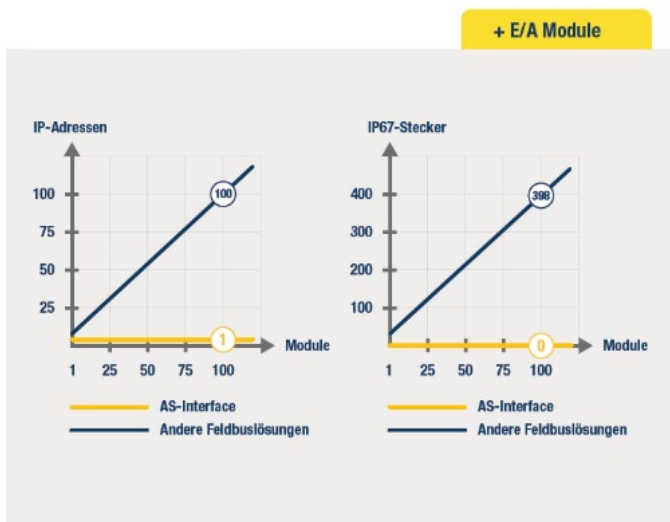 + E/A Module
IP-Adressen
100
75
50
25
100
1
Module
1 25 50 75 100
AS-Interface
Andere Feldbuslösungen
IP67-Stecker
400
300
200
100
398
0
Module
1 25 50 75 100
AS-Interface
Andere Feldbuslösungen